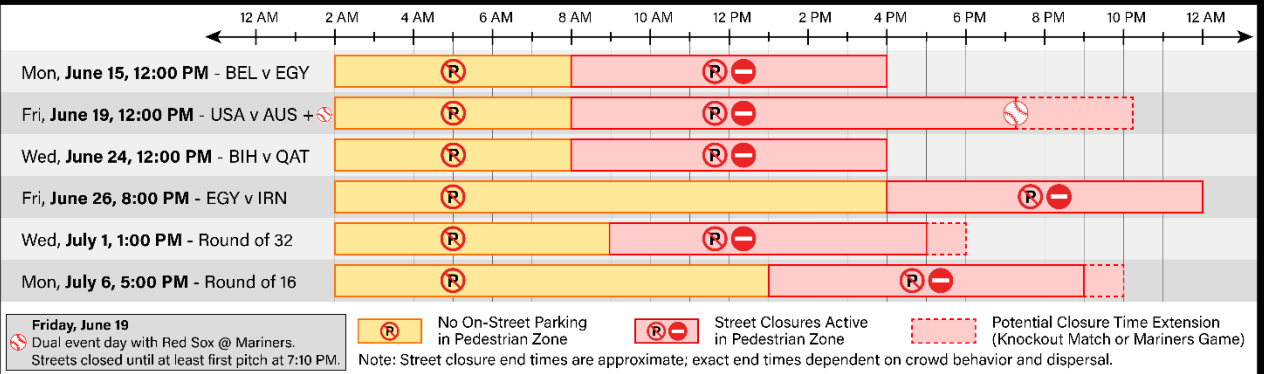 12 AM 2 AM 4 AM 6 AM 8 AM 10 AM 12 PM 2 PM 4 PM 6 PM 8 PM 10 PM 12 AM
Mon, June 15, 12:00 PM - BEL v EGY
Fri, June 19, 12:00 PM - USA v AUS +
Wed, June 24, 12:00 PM - BIH v QAT
Fri, June 26, 8:00 PM - EGY v IRN
Wed, July 1, 1:00 PM - Round of 32
Mon, July 6, 5:00 PM - Round of 16
Friday, June 19
Dual event day with Red Sox @ Mariners.
Streets closed until at least first pitch at 7:10 PM.
P
No On-Street Parking
in Pedestrian Zone
P
Street Closures Active
in Pedestrian Zone
Potential Closure Time Extension
(Knockout Match or Mariners Game)
Note: Street closure end times are approximate; exact end times dependent on crowd behavior and dispersal.